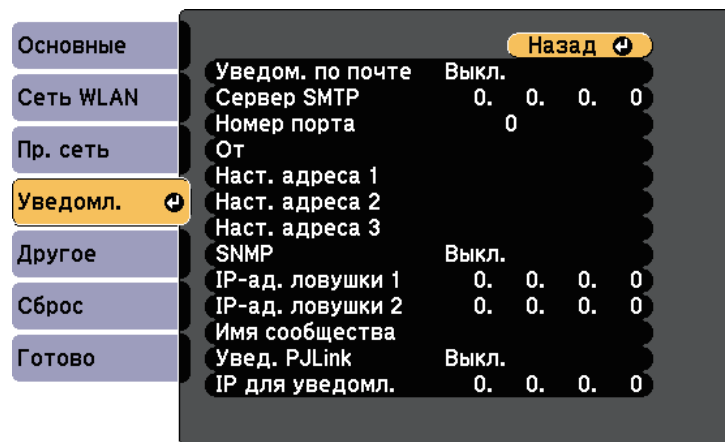 Основные
Сеть WLAN
Пр. сеть
Уведомл.
Другое
Сброс
Готово
Назад
Уведом. по почте Выкл.
Сервер SMTP 0. 0. 0. 0
Номер порта 0
От
Наст. адреса 1
Наст. адреса 2
Наст. адреса 3
SNMP Выкл.
IP-ад. ловушки 1 0. 0. 0. 0
IP-ад. ловушки 2 0. 0. 0. 0
Имя сообщества
Увед. PJLink Выкл.
IP для уведомл. 0. 0. 0. 0